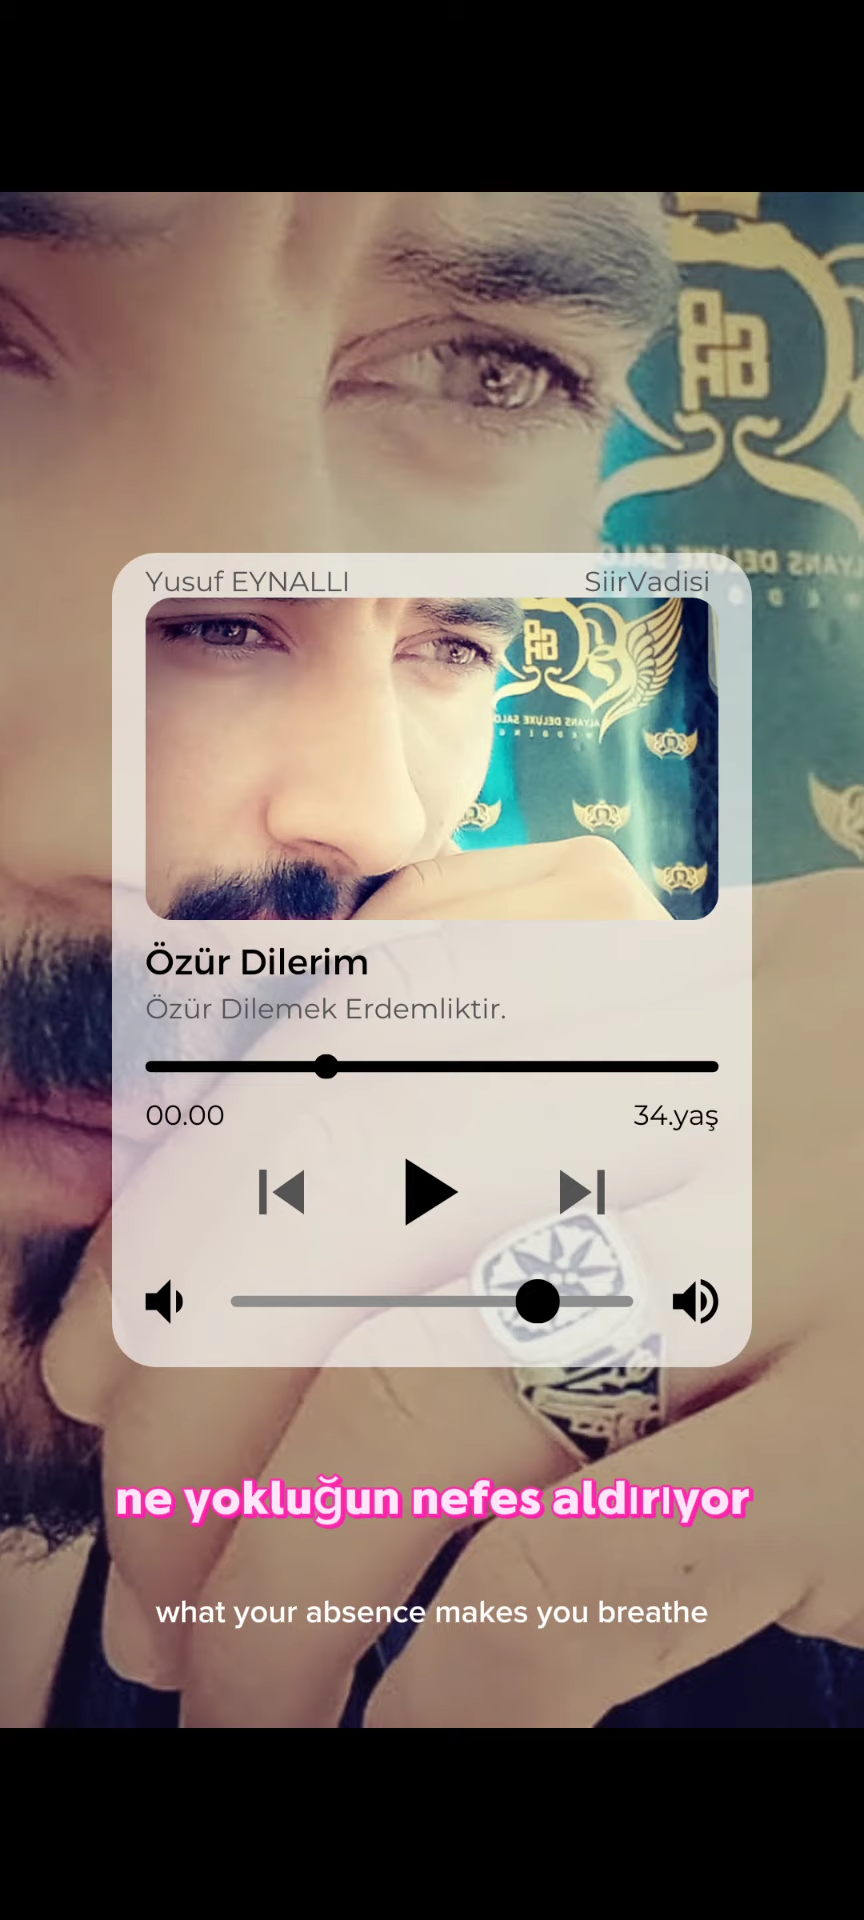 Yusuf EYNALLI
SiirVadisi
Özür Dilerim
Özür Dilemek Erdemliktir.
00.00
34.yaş
ne yokluğun nefes aldırıyor
what your absence makes you breathe